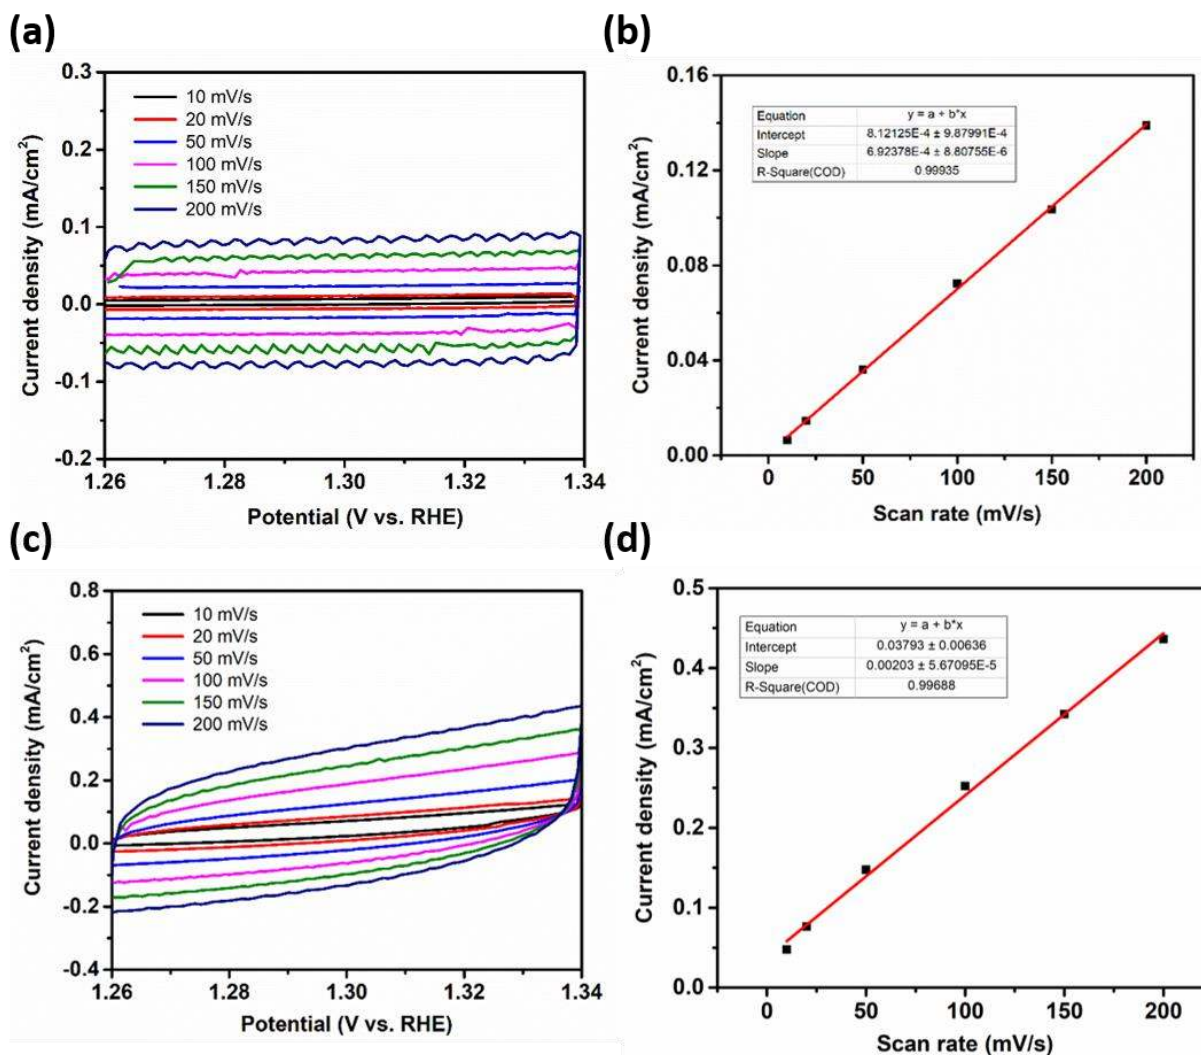 (a)
0.3
0.2
0.1
0.0
-0.1
-0.2
Current density (mA/cm²)
10 mV/s
20 mV/s
50 mV/s
100 mV/s
150 mV/s
200 mV/s
1.26 1.28 1.30 1.32 1.34
Potential (V vs. RHE)
(b)
0.16
0.12
0.08
0.04
0.00
Current density (mA/cm²)
Equation y = a + b*x
Intercept 8.12125E-4 ± 9.87991E-4
Slope 6.92378E-4 ± 8.80755E-6
R-Square(COD) 0.99935
0 50 100 150 200
Scan rate (mV/s)
(c)
0.8
0.6
0.4
0.2
0.0
-0.2
-0.4
Current density (mA/cm²)
10 mV/s
20 mV/s
50 mV/s
100 mV/s
150 mV/s
200 mV/s
1.26 1.28 1.30 1.32 1.34
Potential (V vs. RHE)
(d)
0.5
0.4
0.3
0.2
0.1
0.0
Current density (mA/cm²)
Equation y = a + b*x
Intercept 0.03793 ± 0.00636
Slope 0.00203 ± 5.67095E-5
R-Square(COD) 0.99688
0 50 100 150 200
Scan rate (mV/s)